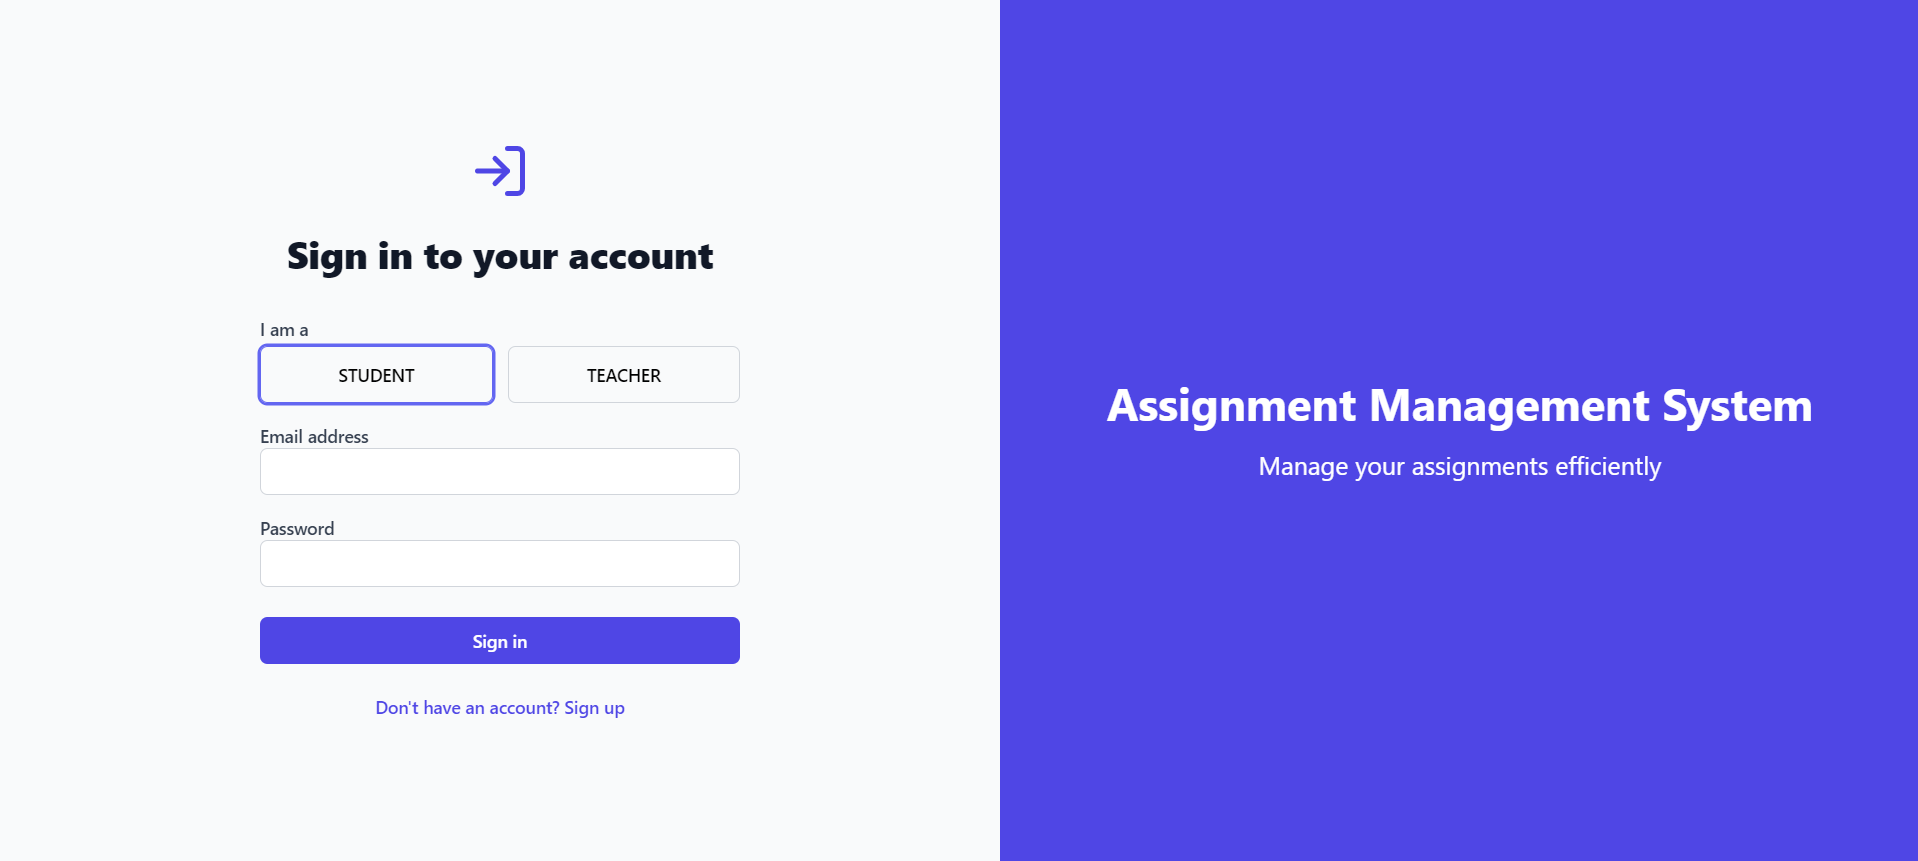 Sign in to your account
I am a
STUDENT
TEACHER
Email address
Password
Sign in
Don't have an account? Sign up
Assignment Management System
Manage your assignments efficiently